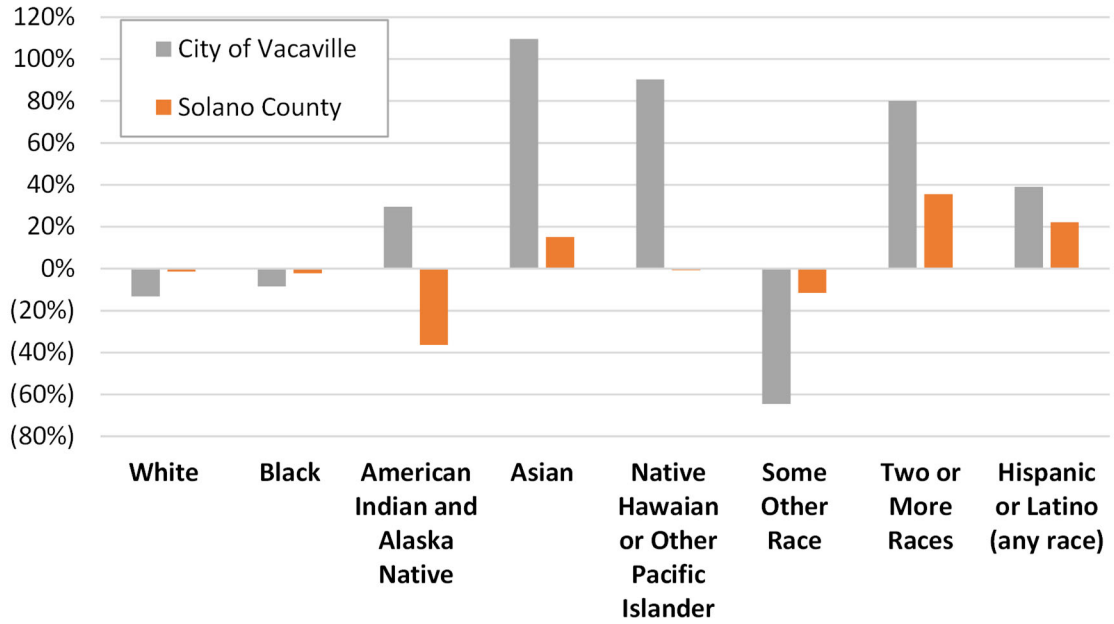 120%
100%
80%
60%
40%
20%
0%
(20%)
(40%)
(60%)
(80%)
City of Vacaville
Solano County
White
Black
American
Indian and
Alaska
Native
Asian
Native
Hawaiian
or Other
Pacific
Islander
Some
Other
Race
Two or
More
Races
Hispanic
or Latino
(any race)